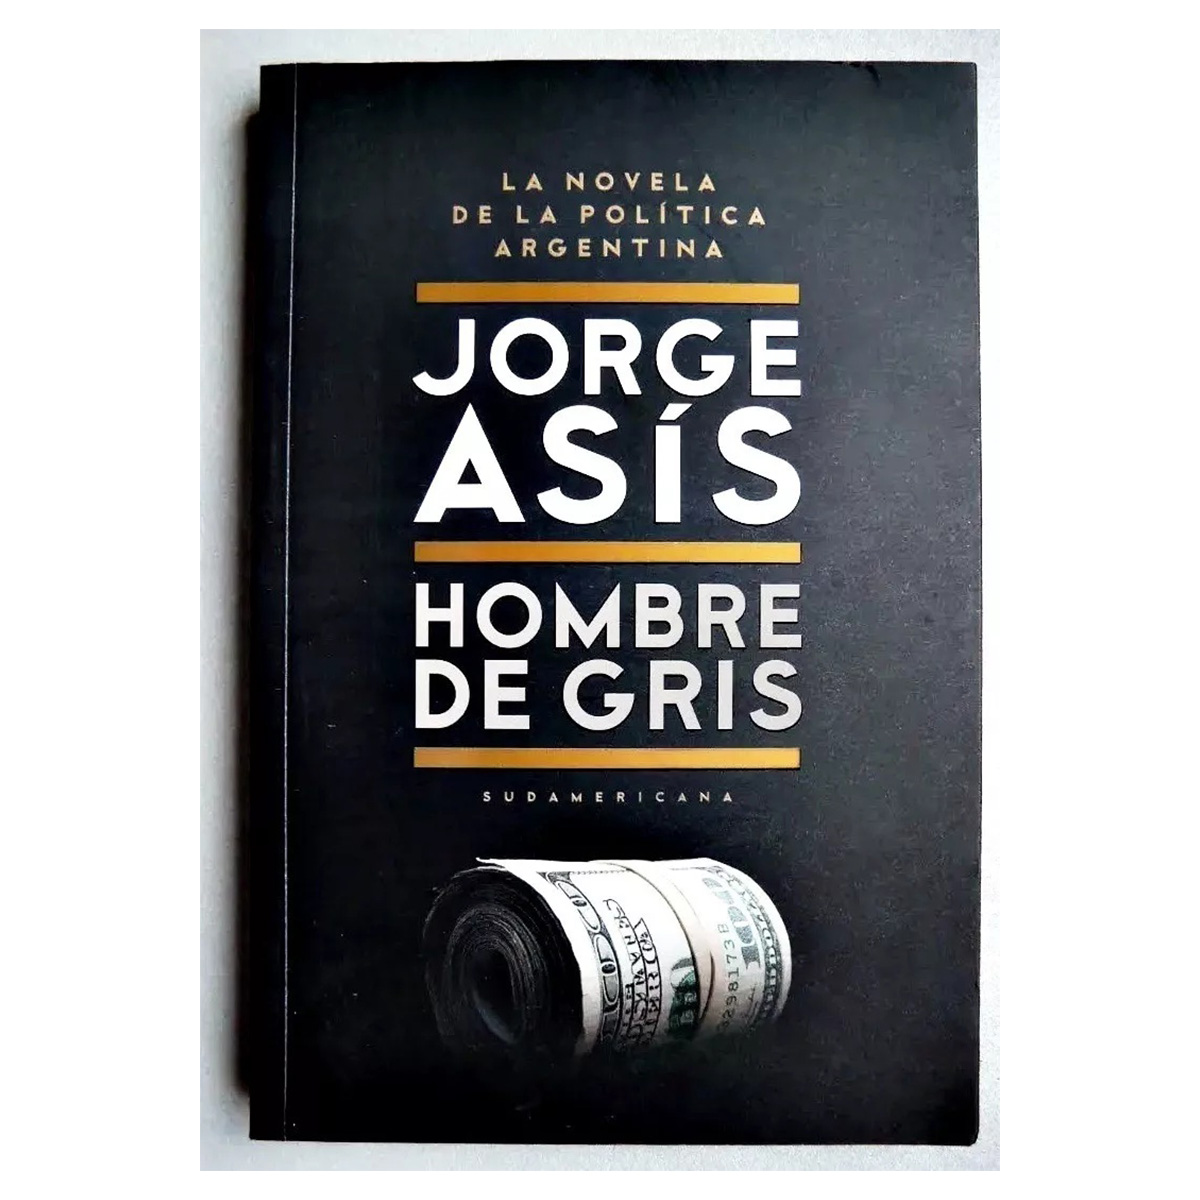 LA NOVELA
DE LA POLÍTICA
ARGENTINA
JORGE
ASÍS
HOMBRE
DE GRIS
SUDAMERICANA